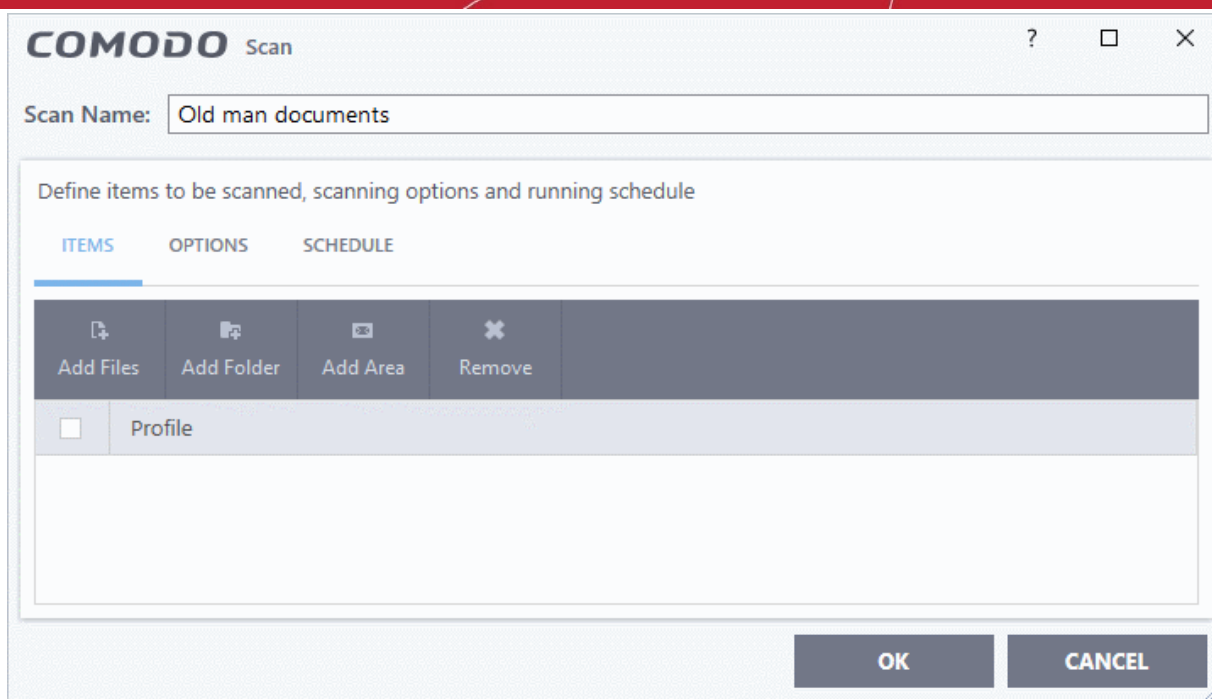 COMODO Scan ?
Scan Name: Old man documents
Define items to be scanned, scanning options and running schedule
ITEMS OPTIONS SCHEDULE
Add Files Add Folder Add Area Remove
Profile
OK CANCEL